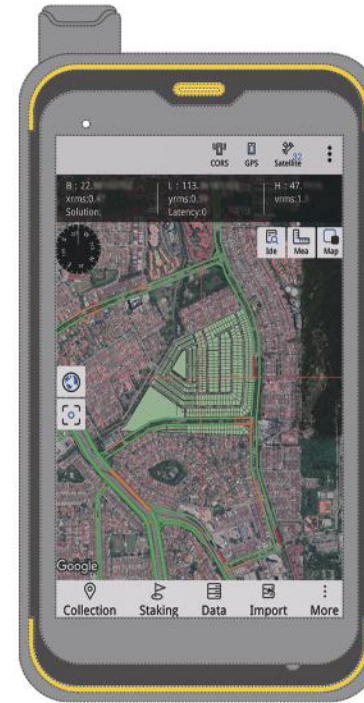 CORS GPS Satellite 32
B : 22. L : 113. H : 47.
xrms:0. yrms:0. vrms:1.
Solution: Latency:0
Ide Mea Map
Google
Collection Staking Data Import More